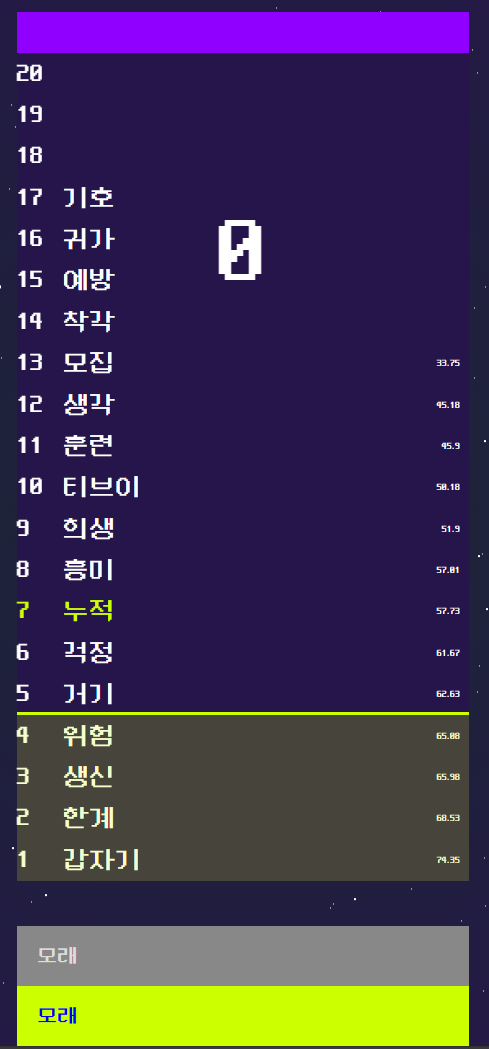 20
19
18
17 기호
0
16 귀가
15 예방
14 착각
13 모집 33.75
12 생각 45.18
11 훈련 45.9
10 티브이 50.18
9 희생 51.9
8 흥미 57.01
7 누적 57.73
6 걱정 61.67
5 거기 62.63
4 위험 65.08
3 생신 65.98
2 한계 68.53
1 갑자기 74.35
모래
모래